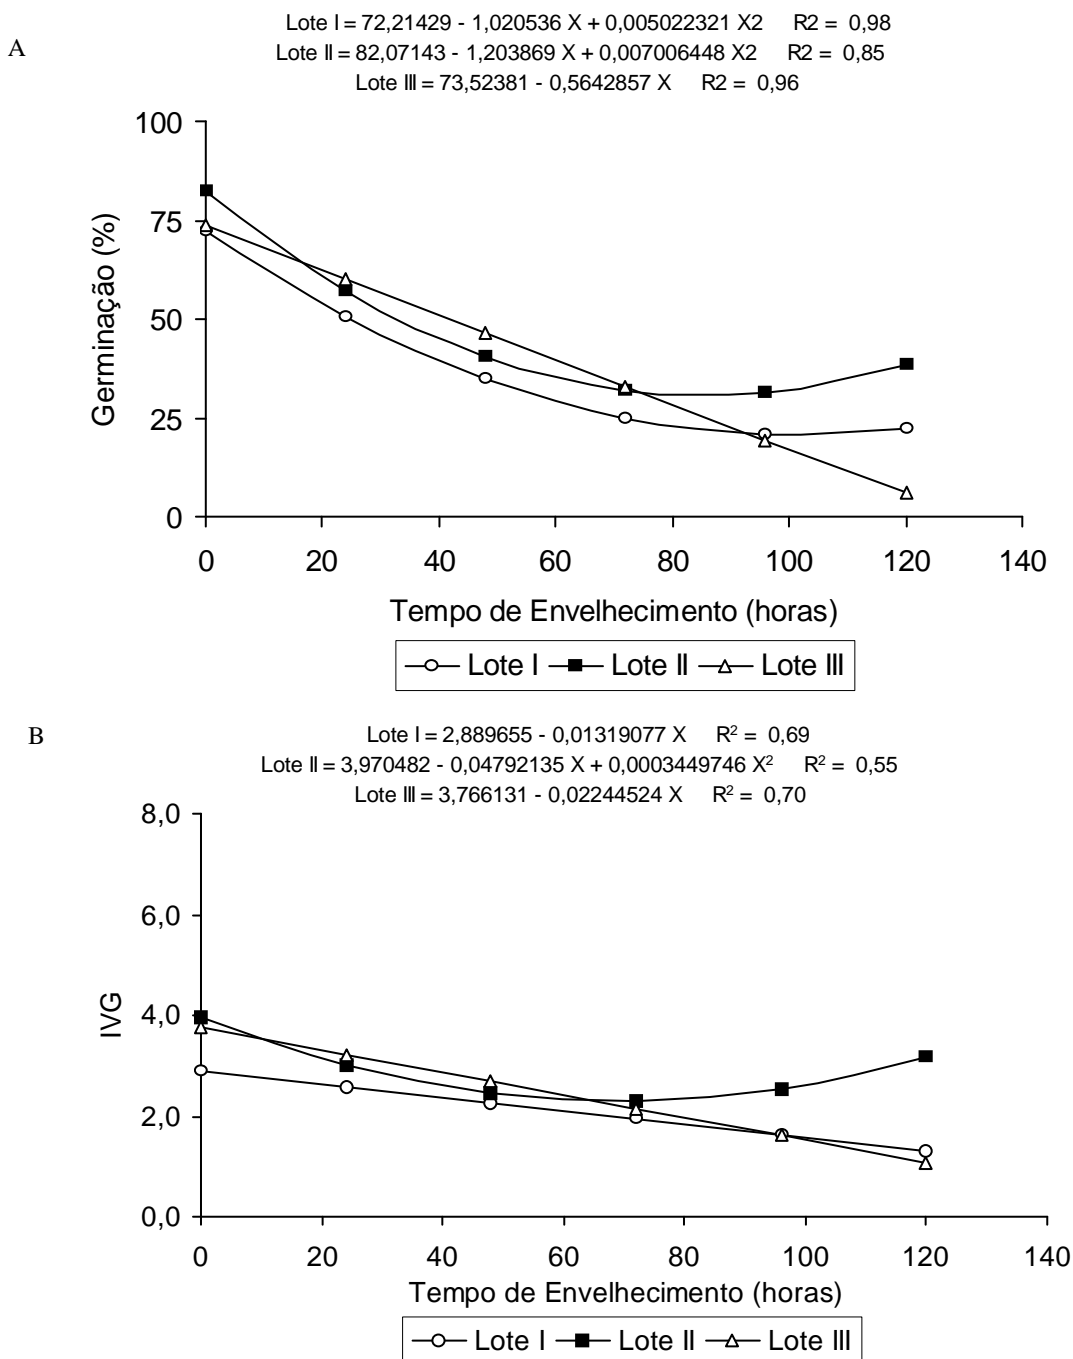 A
Lote I = 72,21429 - 1,020536 X + 0,005022321 X2 R2 = 0,98
Lote II = 82,07143 - 1,203869 X + 0,007006448 X2 R2 = 0,85
Lote III = 73,52381 - 0,5642857 X R2 = 0,96
100
75
50
25
0
Germinação (%)
0 20 40 60 80 100 120 140
Tempo de Envelhecimento (horas)
Lote I Lote II Lote III
B
Lote I = 2,889655 - 0,01319077 X R² = 0,69
Lote II = 3,970482 - 0,04792135 X + 0,0003449746 X² R² = 0,55
Lote III = 3,766131 - 0,02244524 X R² = 0,70
8,0
6,0
4,0
2,0
0,0
IVG
0 20 40 60 80 100 120 140
Tempo de Envelhecimento (horas)
Lote I Lote II Lote III